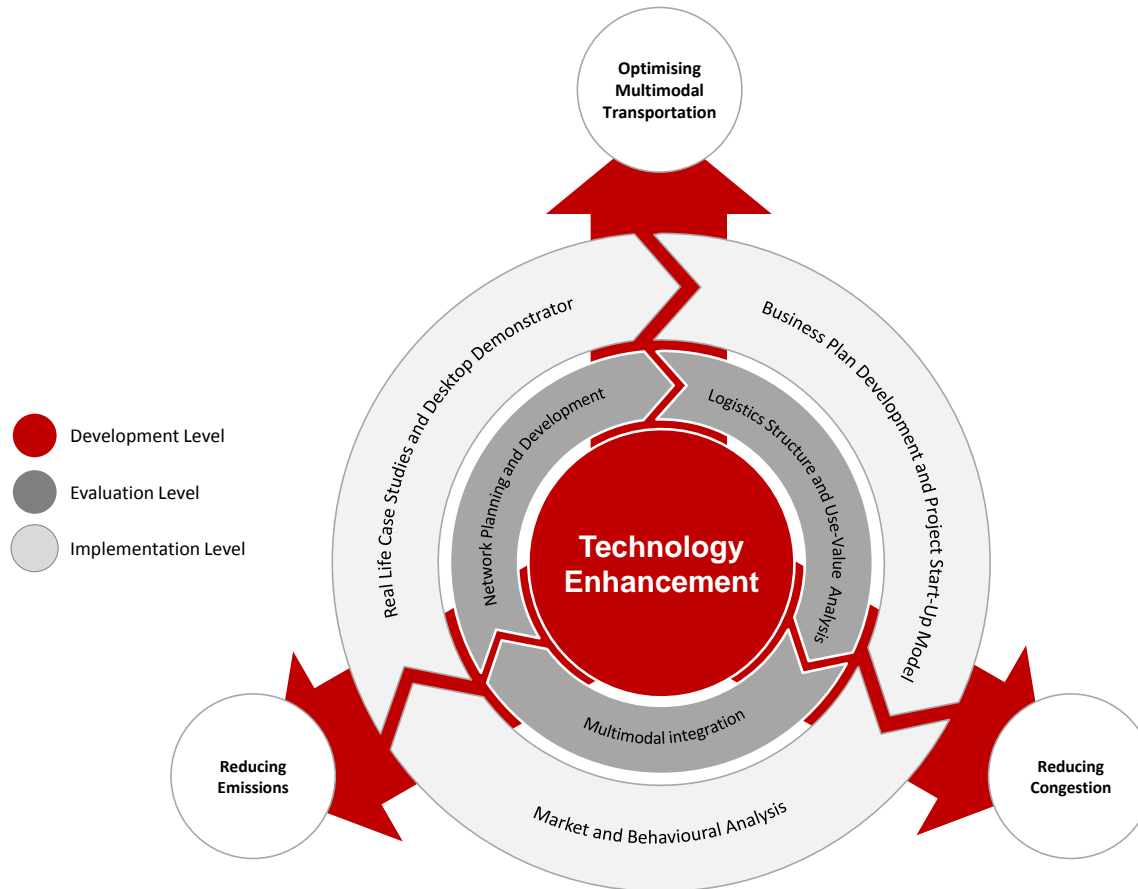 Optimising
Multimodal
Transportation
Real Life Case Studies and Desktop Demonstrator
Business Plan Development and Project Start-Up Model
Network Planning and Development
Logistics Structure and Use-Value Analysis
Development Level
Evaluation Level
Implementation Level
Technology
Enhancement
Multimodal integration
Market and Behavioural Analysis
Reducing
Emissions
Reducing
Congestion